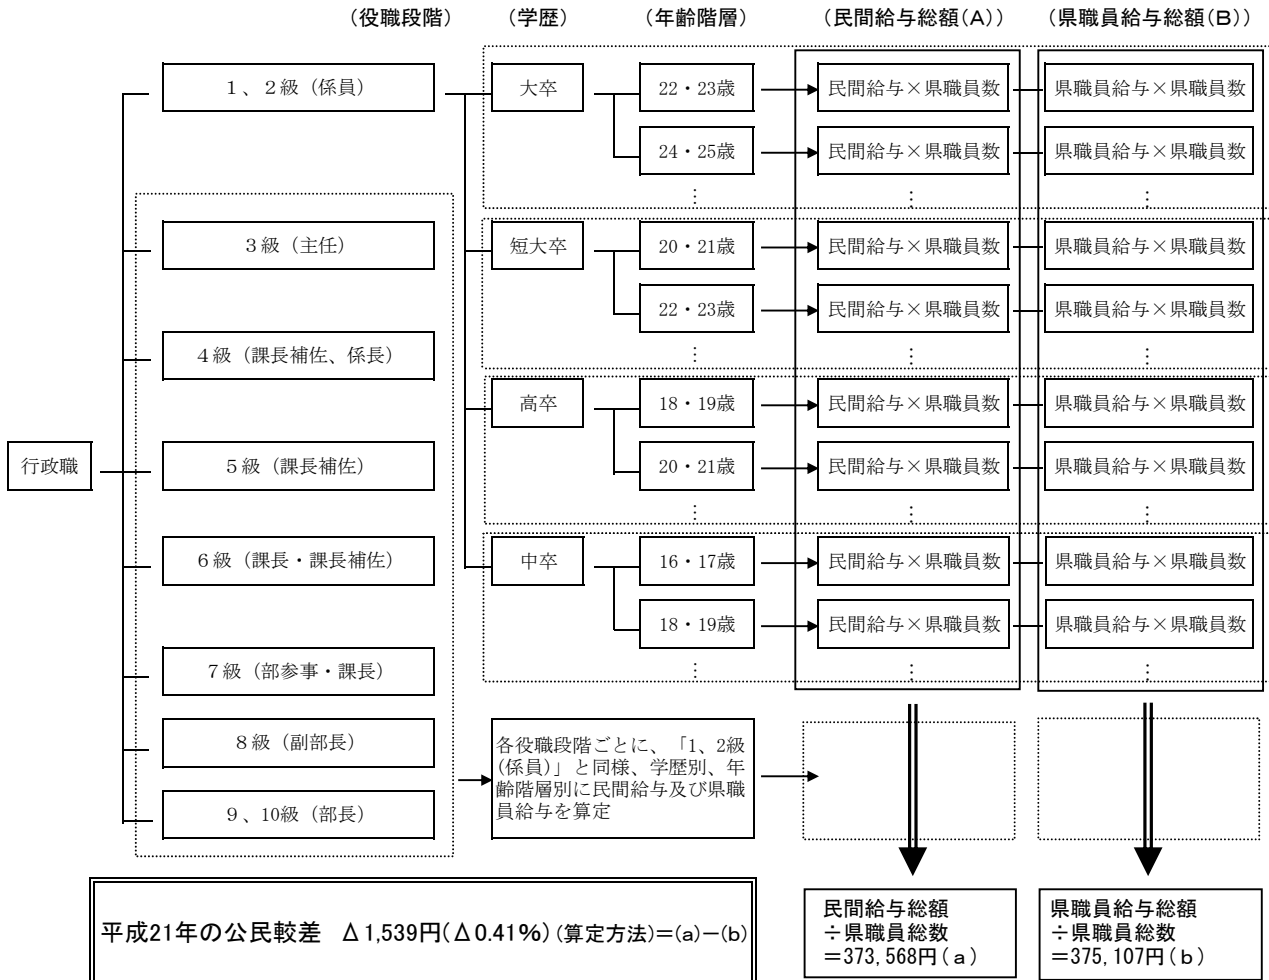 （役職段階） （学歴） （年齢階層） （民間給与総額（Ａ）） （県職員給与総額（Ｂ））
１、２級（係員） 大卒 22・23歳 民間給与×県職員数 県職員給与×県職員数
24・25歳 民間給与×県職員数 県職員給与×県職員数
： ： ：
３級（主任） 短大卒 20・21歳 民間給与×県職員数 県職員給与×県職員数
22・23歳 民間給与×県職員数 県職員給与×県職員数
４級（課長補佐、係長） ： ： ：
高卒 18・19歳 民間給与×県職員数 県職員給与×県職員数
行政職 ５級（課長補佐） 20・21歳 民間給与×県職員数 県職員給与×県職員数
： ： ：
６級（課長・課長補佐） 中卒 16・17歳 民間給与×県職員数 県職員給与×県職員数
18・19歳 民間給与×県職員数 県職員給与×県職員数
７級（部参事・課長） ： ： ：
８級（副部長）
９、10級（部長）
各役職段階ごとに、「1、2級
(係員)」と同様、学歴別、年
齢階層別に民間給与及び県職
員給与を算定
平成21年の公民較差 Δ1,539円(Δ0.41%) (算定方法)＝(a)－(b)
民間給与総額
÷県職員総数
＝373,568円（ａ）
県職員給与総額
÷県職員総数
＝375,107円（ｂ）